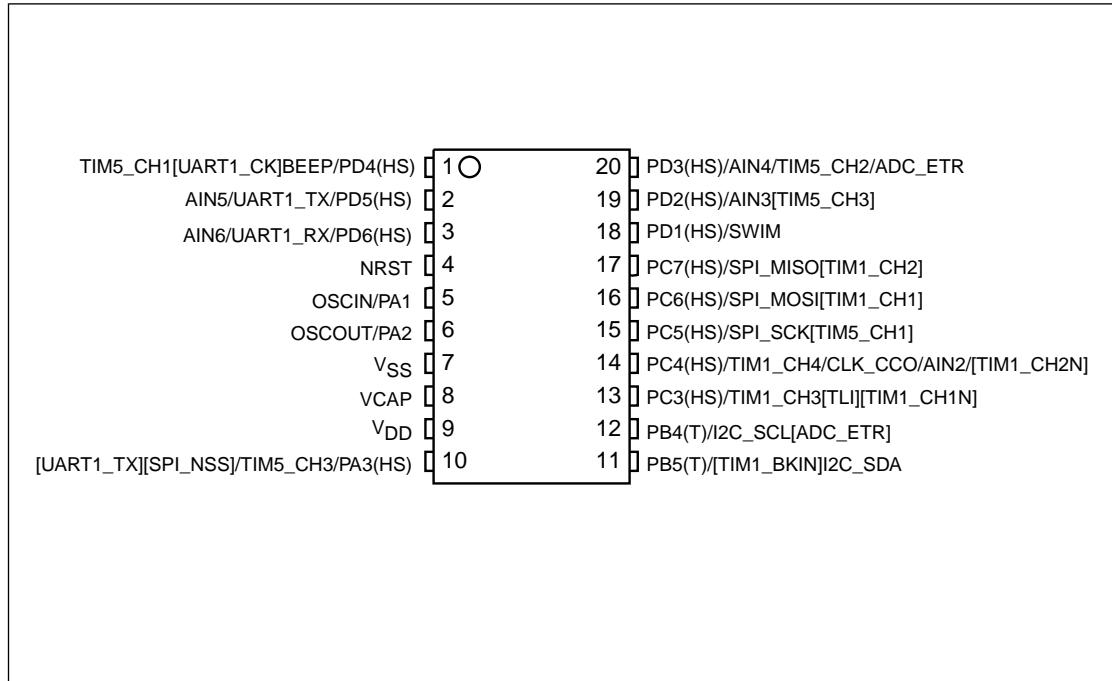 TIM5_CH1[UART1_CK]BEEP/PD4(HS) 1 20 PD3(HS)/AIN4/TIM5_CH2/ADC_ETR
AIN5/UART1_TX/PD5(HS) 2 19 PD2(HS)/AIN3[TIM5_CH3]
AIN6/UART1_RX/PD6(HS) 3 18 PD1(HS)/SWIM
NRST 4 17 PC7(HS)/SPI_MISO[TIM1_CH2]
OSCIN/PA1 5 16 PC6(HS)/SPI_MOSI[TIM1_CH1]
OSCOUT/PA2 6 15 PC5(HS)/SPI_SCK[TIM5_CH1]
VSS 7 14 PC4(HS)/TIM1_CH4/CLK_CCO/AIN2/[TIM1_CH2N]
VCAP 8 13 PC3(HS)/TIM1_CH3[TLI][TIM1_CH1N]
VDD 9 12 PB4(T)/I2C_SCL[ADC_ETR]
[UART1_TX][SPI_NSS]/TIM5_CH3/PA3(HS) 10 11 PB5(T)/[TIM1_BKIN]I2C_SDA